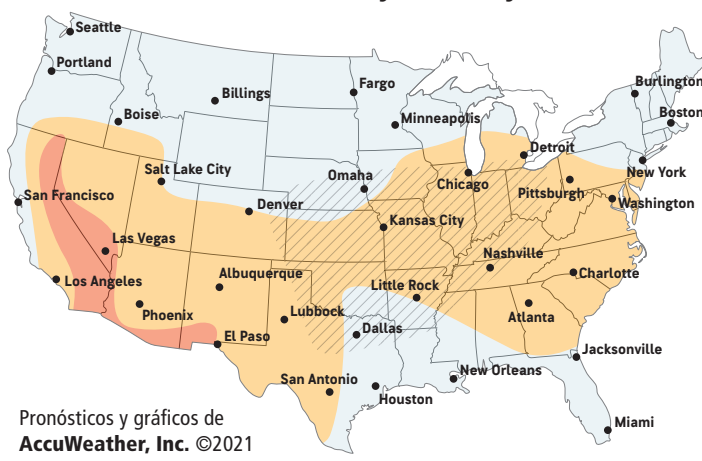 Seattle
Portland
Billings
Fargo
Burlington
Boise
Minneapolis
Boston
Detroit
Salt Lake City
Omaha
Chicago
New York
Pittsburgh
San Francisco
Denver
Washington
Kansas City
Las Vegas
Nashville
Albuquerque
Charlotte
Los Angeles
Little Rock
Phoenix
Lubbock
Atlanta
El Paso
Dallas
Jacksonville
San Antonio
New Orleans
Houston
Miami
Pronósticos y gráficos de
AccuWeather, Inc. ©2021